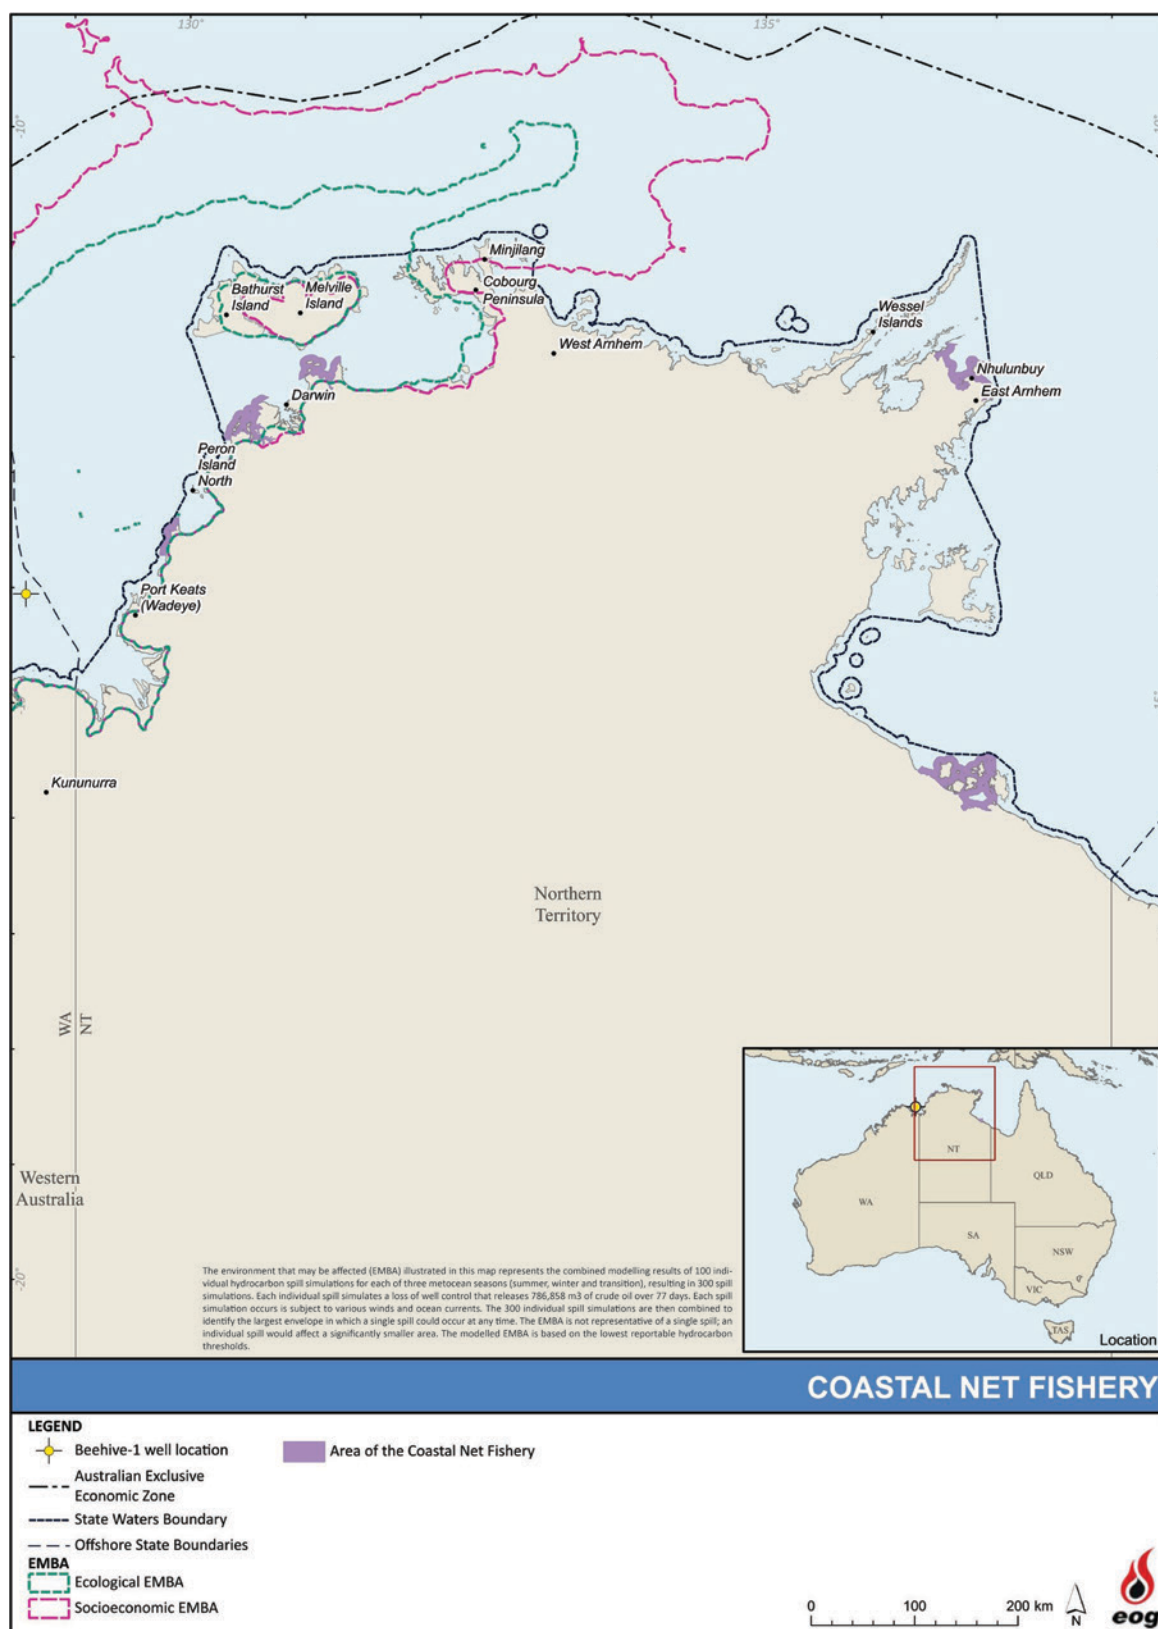 130°
135°
-10°
-10°
Minjilang
Cobourg
Peninsula
Bathurst
Island
Melville
Island
Wessel
Islands
West Arnhem
Nhulunbuy
East Arnhem
Darwin
Peron
Island
North
Port Keats
(Wadeye)
-15°
Kununurra
Northern
Territory
WA
NT
Western
Australia
-20°
The environment that may be affected (EMBA) illustrated in this map represents the combined modelling results of 100 indi-
vidual hydrocarbon spill simulations for each of three metocean seasons (summer, winter and transition), resulting in 300 spill
simulations. Each individual spill simulates a loss of well control that releases 786,858 m3 of crude oil over 77 days. Each spill
simulation occurs is subject to various winds and ocean currents. The 300 individual spill simulations are then combined to
identify the largest envelope in which a single spill could occur at any time. The EMBA is not representative of a single spill; an
individual spill would affect a significantly smaller area. The modelled EMBA is based on the lowest reportable hydrocarbon
thresholds.
NT
QLD
WA
SA
NSW
VIC
TAS
Location
COASTAL NET FISHERY
LEGEND
Beehive-1 well location
Area of the Coastal Net Fishery
Australian Exclusive
Economic Zone
State Waters Boundary
Offshore State Boundaries
EMBA
Ecological EMBA
Socioeconomic EMBA
0 100 200 km
N
eog